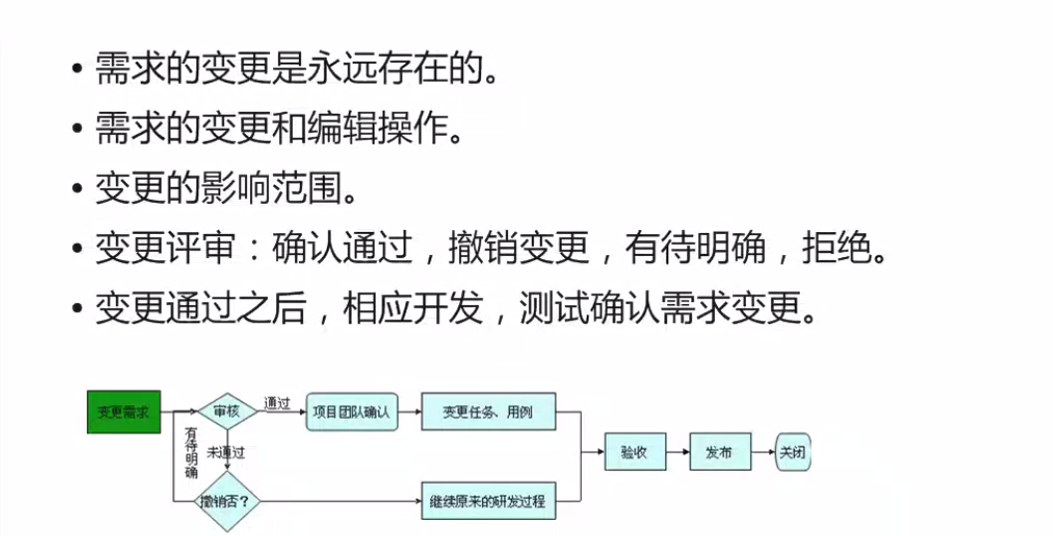 • 需求的变更是永远存在的。
• 需求的变更和编辑操作。
• 变更的影响范围。
• 变更评审：确认通过，撤销变更，有待明确，拒绝。
• 变更通过之后，相应开发，测试确认需求变更。
变更需求
审核
通过
项目团队确认
变更任务、用例
有待明确
未通过
验收
发布
关闭
撤销否？
继续原来的研发过程